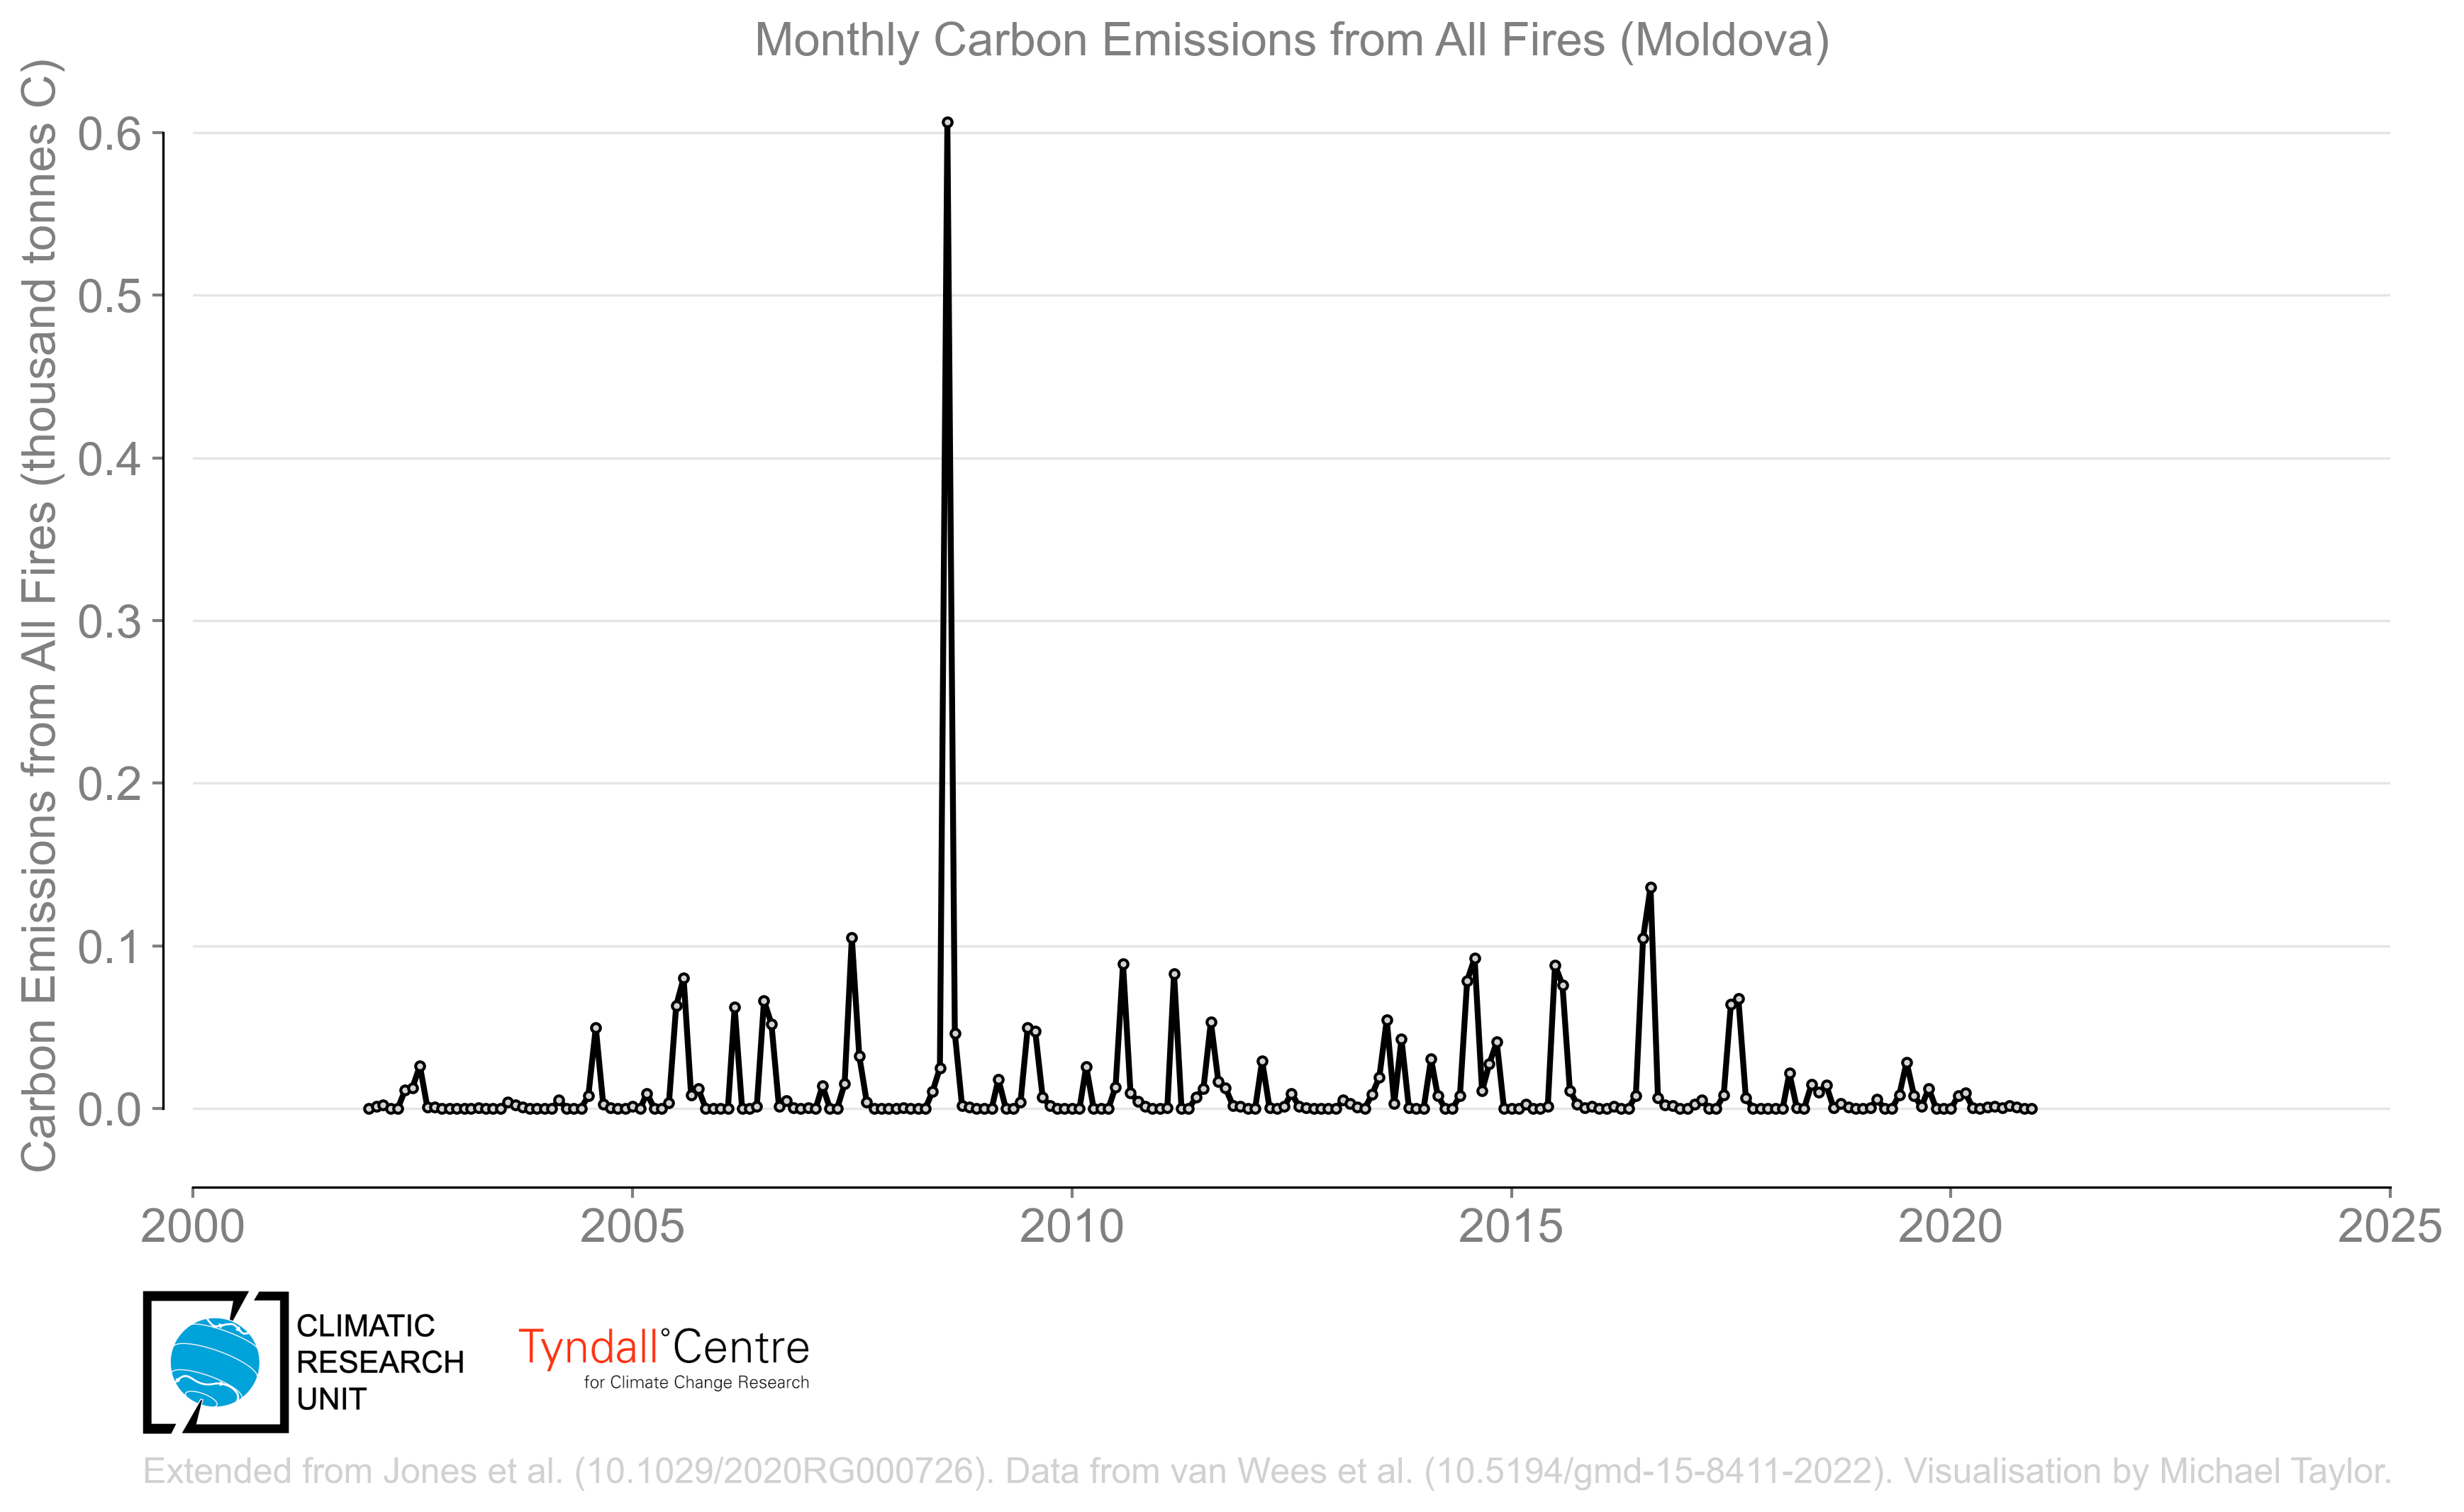 Monthly Carbon Emissions from All Fires (Moldova)
Carbon Emissions from All Fires (thousand tonnes C)
0.6
0.5
0.4
0.3
0.2
0.1
0.0
2000 2005 2010 2015 2020 2025
CLIMATIC
RESEARCH
UNIT
Tyndall°Centre
for Climate Change Research
Extended from Jones et al. (10.1029/2020RG000726). Data from van Wees et al. (10.5194/gmd-15-8411-2022). Visualisation by Michael Taylor.